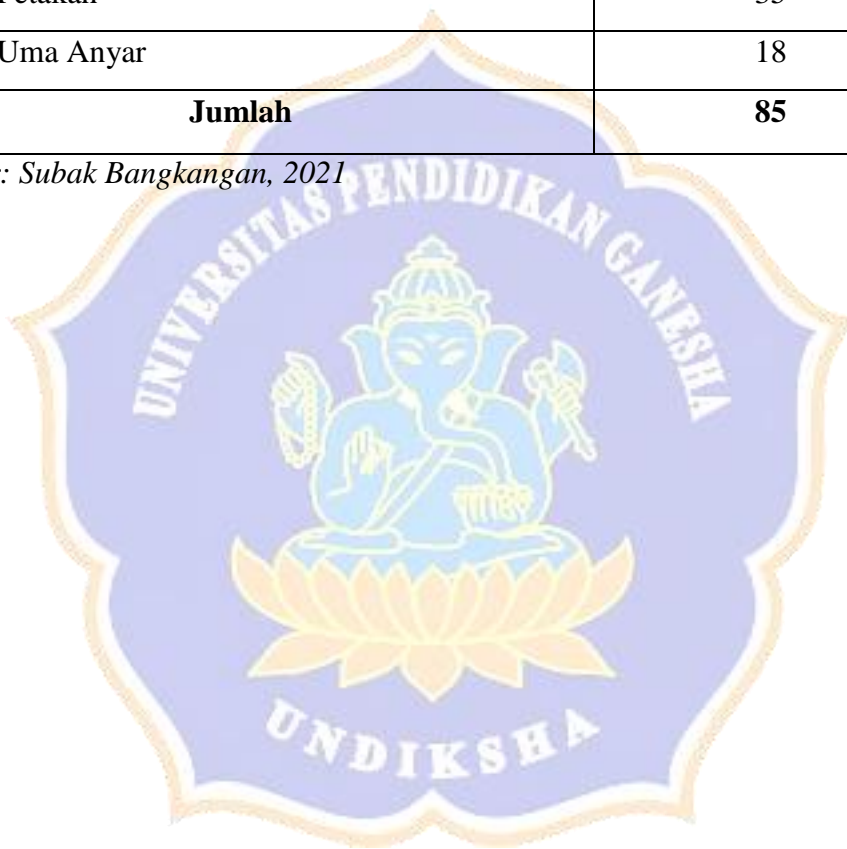 Uma Anyar 18
Jumlah 85
: Subak Bangkangan, 2021
UNIVERSITAS PENDIDIKAN GANESHA
UNDIKSHA